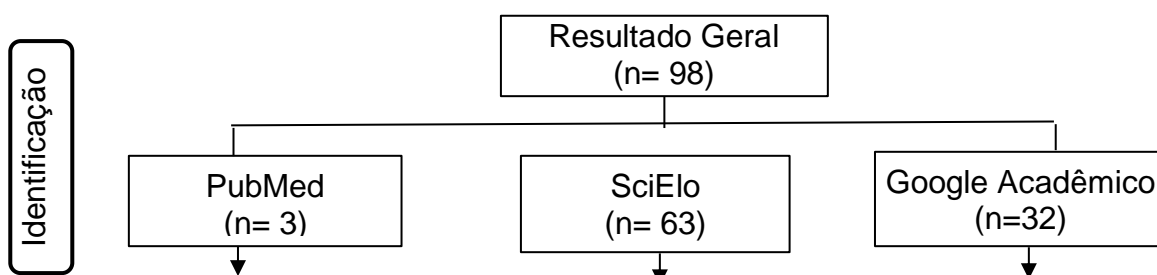 Identificação
Resultado Geral
(n= 98)
PubMed
(n= 3)
SciElo
(n= 63)
Google Acadêmico
(n=32)